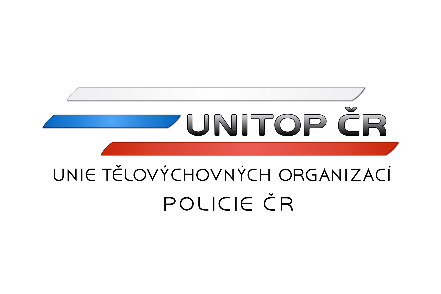 UNITOP ČR
UNIE TĚLOVÝCHOVNÝCH ORGANIZACÍ
POLICIE ČR